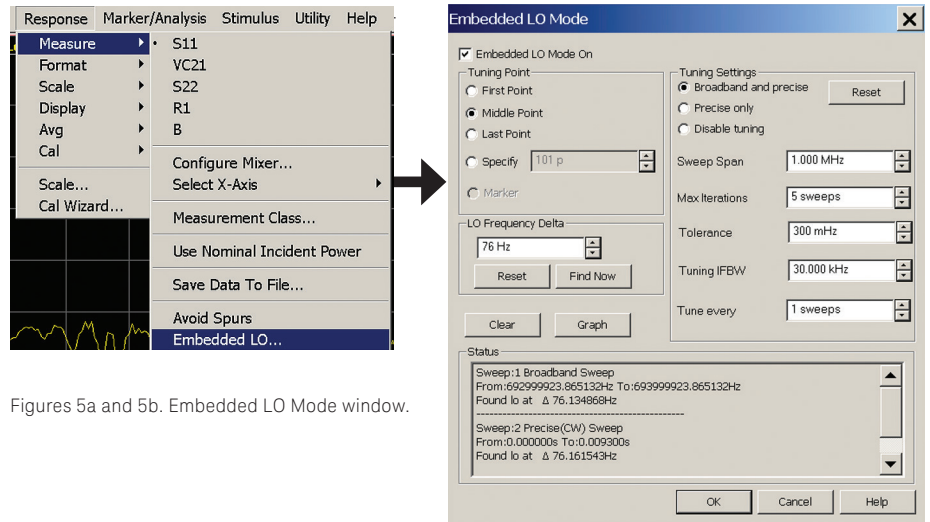 Response Marker/Analysis Stimulus Utility Help
Measure
Format
Scale
Display
Avg
Cal
Scale...
Cal Wizard...
S11
VC21
S22
R1
B
Configure Mixer...
Select X-Axis
Measurement Class...
Use Nominal Incident Power
Save Data To File...
Avoid Spurs
Embedded LO...
Figures 5a and 5b. Embedded LO Mode window.
Embedded LO Mode
Embedded LO Mode On
Tuning Point
First Point
Middle Point
Last Point
Specify 101 p
Marker
LO Frequency Delta
76 Hz
Reset Find Now
Clear Graph
Tuning Settings
Broadband and precise Reset
Precise only
Disable tuning
Sweep Span 1.000 MHz
Max Iterations 5 sweeps
Tolerance 300 mHz
Tuning IFBW 30.000 kHz
Tune every 1 sweeps
Status
Sweep:1 Broadband Sweep
From:692999923.865132Hz To:693999923.865132Hz
Found lo at Δ 76.134868Hz
--------------------------------------------------
Sweep:2 Precise(CW) Sweep
From:0.000000s To:0.009300s
Found lo at Δ 76.161543Hz
OK Cancel Help